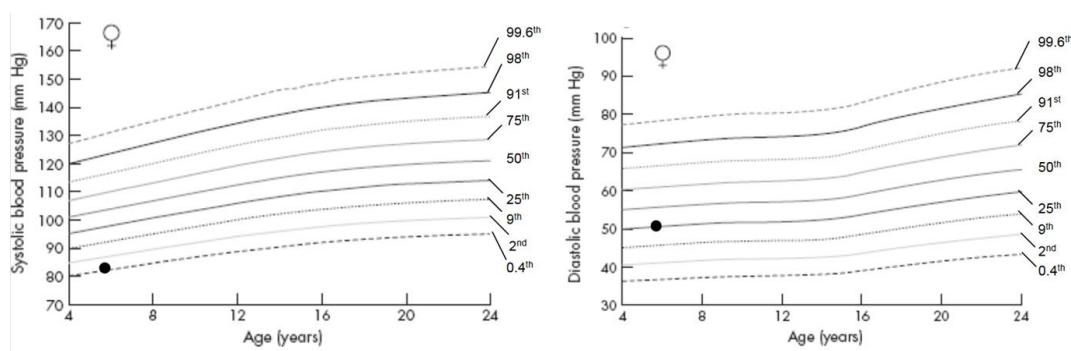 170
160
150
140
130
120
110
100
90
80
70
Systolic blood pressure (mm Hg)
4
8
12
16
20
24
Age (years)
99.6th
98th
91st
75th
50th
25th
9th
2nd
0.4th
100
90
80
70
60
50
40
30
Diastolic blood pressure (mm Hg)
4
8
12
16
20
24
Age (years)
99.6th
98th
91st
75th
50th
25th
9th
2nd
0.4th